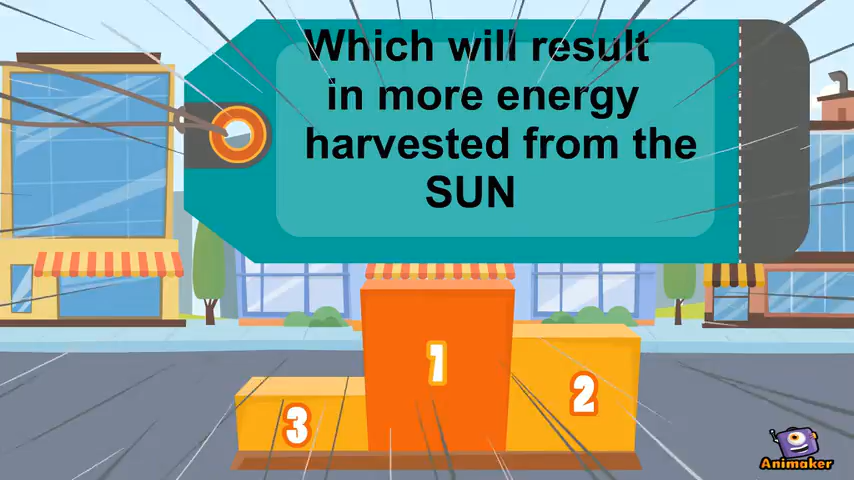 Which will result
in more energy
harvested from the
SUN
1
2
3
Animaker